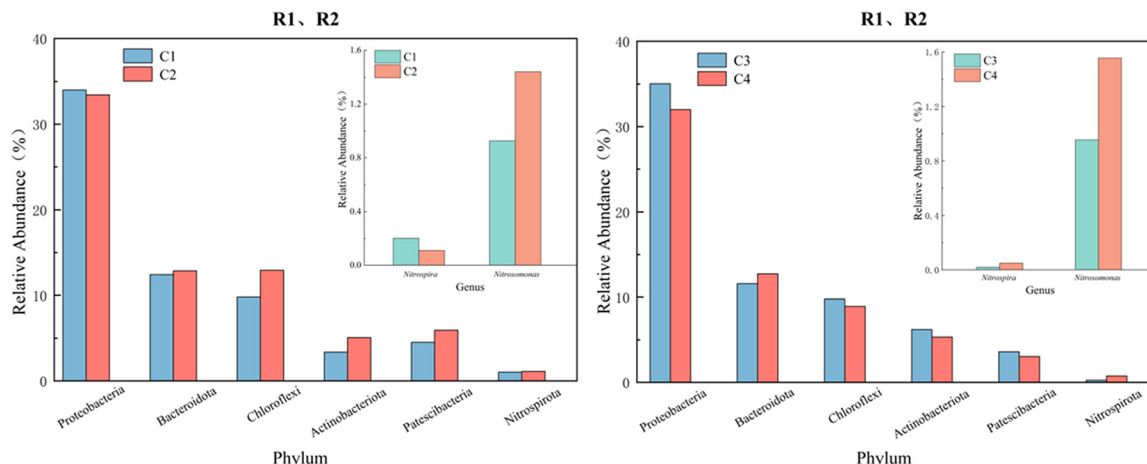 R1、R2
40
30
20
10
0
Relative Abundance（%）
C1
C2
1.6
1.2
0.8
0.4
0.0
Relative Abundance（%）
C1
C2
Nitrospira
Nitrosomonas
Genus
Proteobacteria
Bacteroidota
Chloroflexi
Actinobacteriota
Patescibacteria
Nitrospirota
Phylum
R1、R2
40
30
20
10
0
Relative Abundance（%）
C3
C4
1.6
1.2
0.8
0.4
0.0
Relative Abundance（%）
C3
C4
Nitrospira
Nitrosomonas
Genus
Proteobacteria
Bacteroidota
Chloroflexi
Actinobacteriota
Patescibacteria
Nitrospirota
Phylum